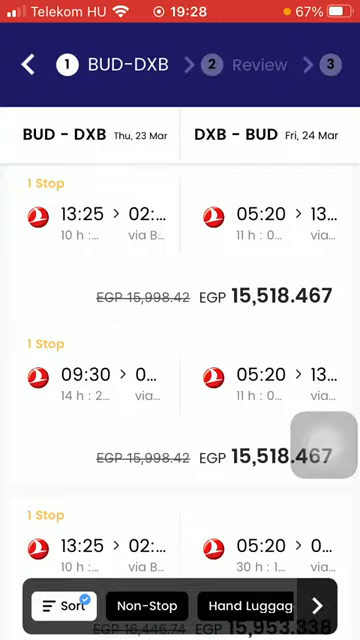 Telekom HU 19:28 67%
1 BUD-DXB 2 Review 3
BUD - DXB Thu, 23 Mar DXB - BUD Fri, 24 Mar
1 Stop
13:25 > 02:... 05:20 > 13...
10 h :... via B... 11 h : 0... via...
EGP 15,998.42 EGP 15,518.467
1 Stop
09:30 > 0... 05:20 > 13...
14 h : 2... via... 11 h : 0... via...
EGP 15,998.42 EGP 15,518.467
1 Stop
13:25 > 02:... 05:20 > 0...
10 h :... via B... 30 h : 1... via...
Sort Non-Stop Hand Luggag
EGP 16,446.74 EGP 15,953.338